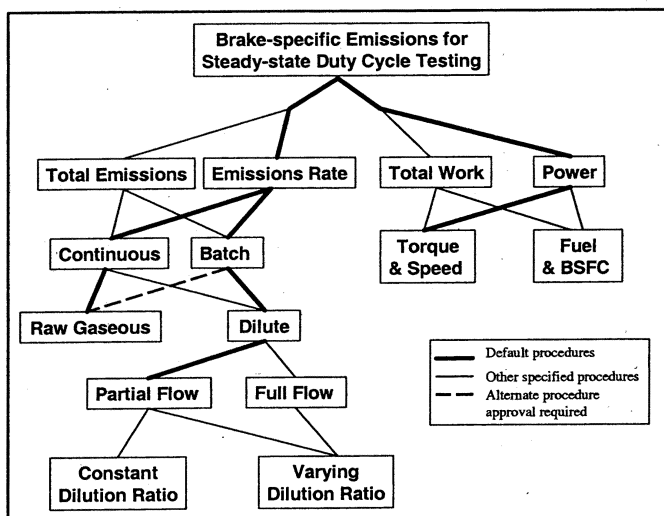 Brake-specific Emissions for
Steady-state Duty Cycle Testing
Total Emissions
Emissions Rate
Total Work
Power
Continuous
Batch
Torque
& Speed
Fuel
& BSFC
Raw Gaseous
Dilute
Default procedures
Other specified procedures
Alternate procedure
approval required
Partial Flow
Full Flow
Constant
Dilution Ratio
Varying
Dilution Ratio